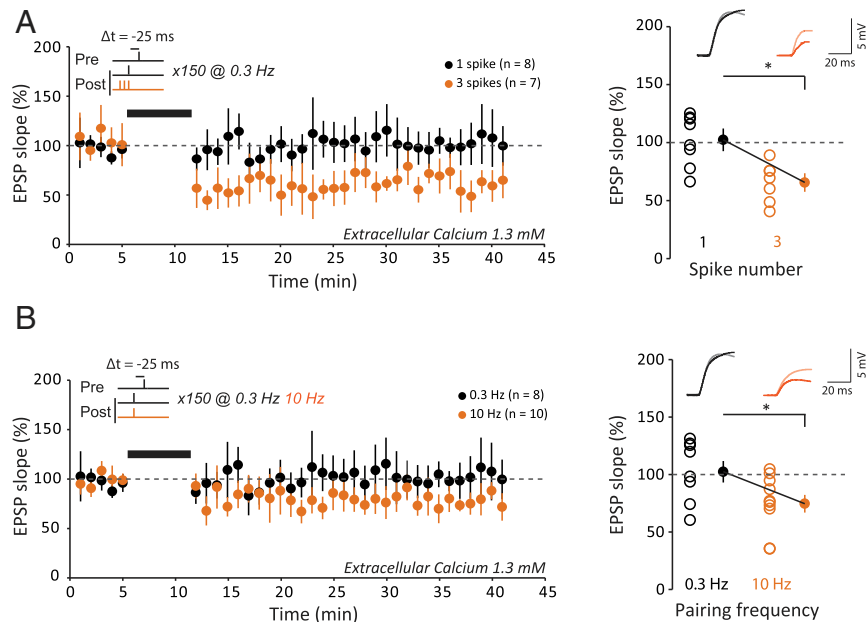 A
Δt = -25 ms
Pre
Post
x150 @ 0.3 Hz
1 spike (n = 8)
3 spikes (n = 7)
EPSP slope (%)
200
150
100
50
0
Extracellular Calcium 1.3 mM
0 5 10 15 20 25 30 35 40 45
Time (min)
5 mV
20 ms
*
EPSP slope (%)
200
150
100
50
0
1 3
Spike number
B
Δt = -25 ms
Pre
Post
x150 @ 0.3 Hz 10 Hz
0.3 Hz (n = 8)
10 Hz (n = 10)
EPSP slope (%)
200
150
100
50
0
Extracellular Calcium 1.3 mM
0 5 10 15 20 25 30 35 40 45
Time (min)
5 mV
20 ms
*
EPSP slope (%)
200
150
100
50
0
0.3 Hz 10 Hz
Pairing frequency